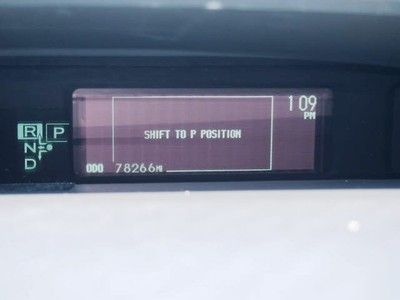 1:09
PM
SHIFT TO P POSITION
R P
N
D
ODO 78266MI